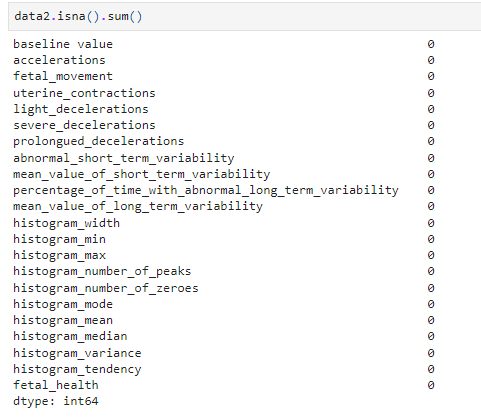 data2.isna().sum()
baseline value 0
accelerations 0
fetal_movement 0
uterine_contractions 0
light_decelerations 0
severe_decelerations 0
prolongued_decelerations 0
abnormal_short_term_variability 0
mean_value_of_short_term_variability 0
percentage_of_time_with_abnormal_long_term_variability 0
mean_value_of_long_term_variability 0
histogram_width 0
histogram_min 0
histogram_max 0
histogram_number_of_peaks 0
histogram_number_of_zeroes 0
histogram_mode 0
histogram_mean 0
histogram_median 0
histogram_variance 0
histogram_tendency 0
fetal_health 0
dtype: int64